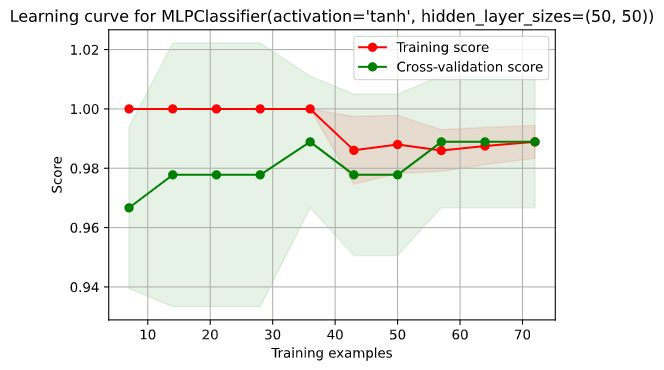 Learning curve for MLPClassifier(activation='tanh', hidden_layer_sizes=(50, 50))
Training score
Cross-validation score
Score
1.02
1.00
0.98
0.96
0.94
10 20 30 40 50 60 70
Training examples